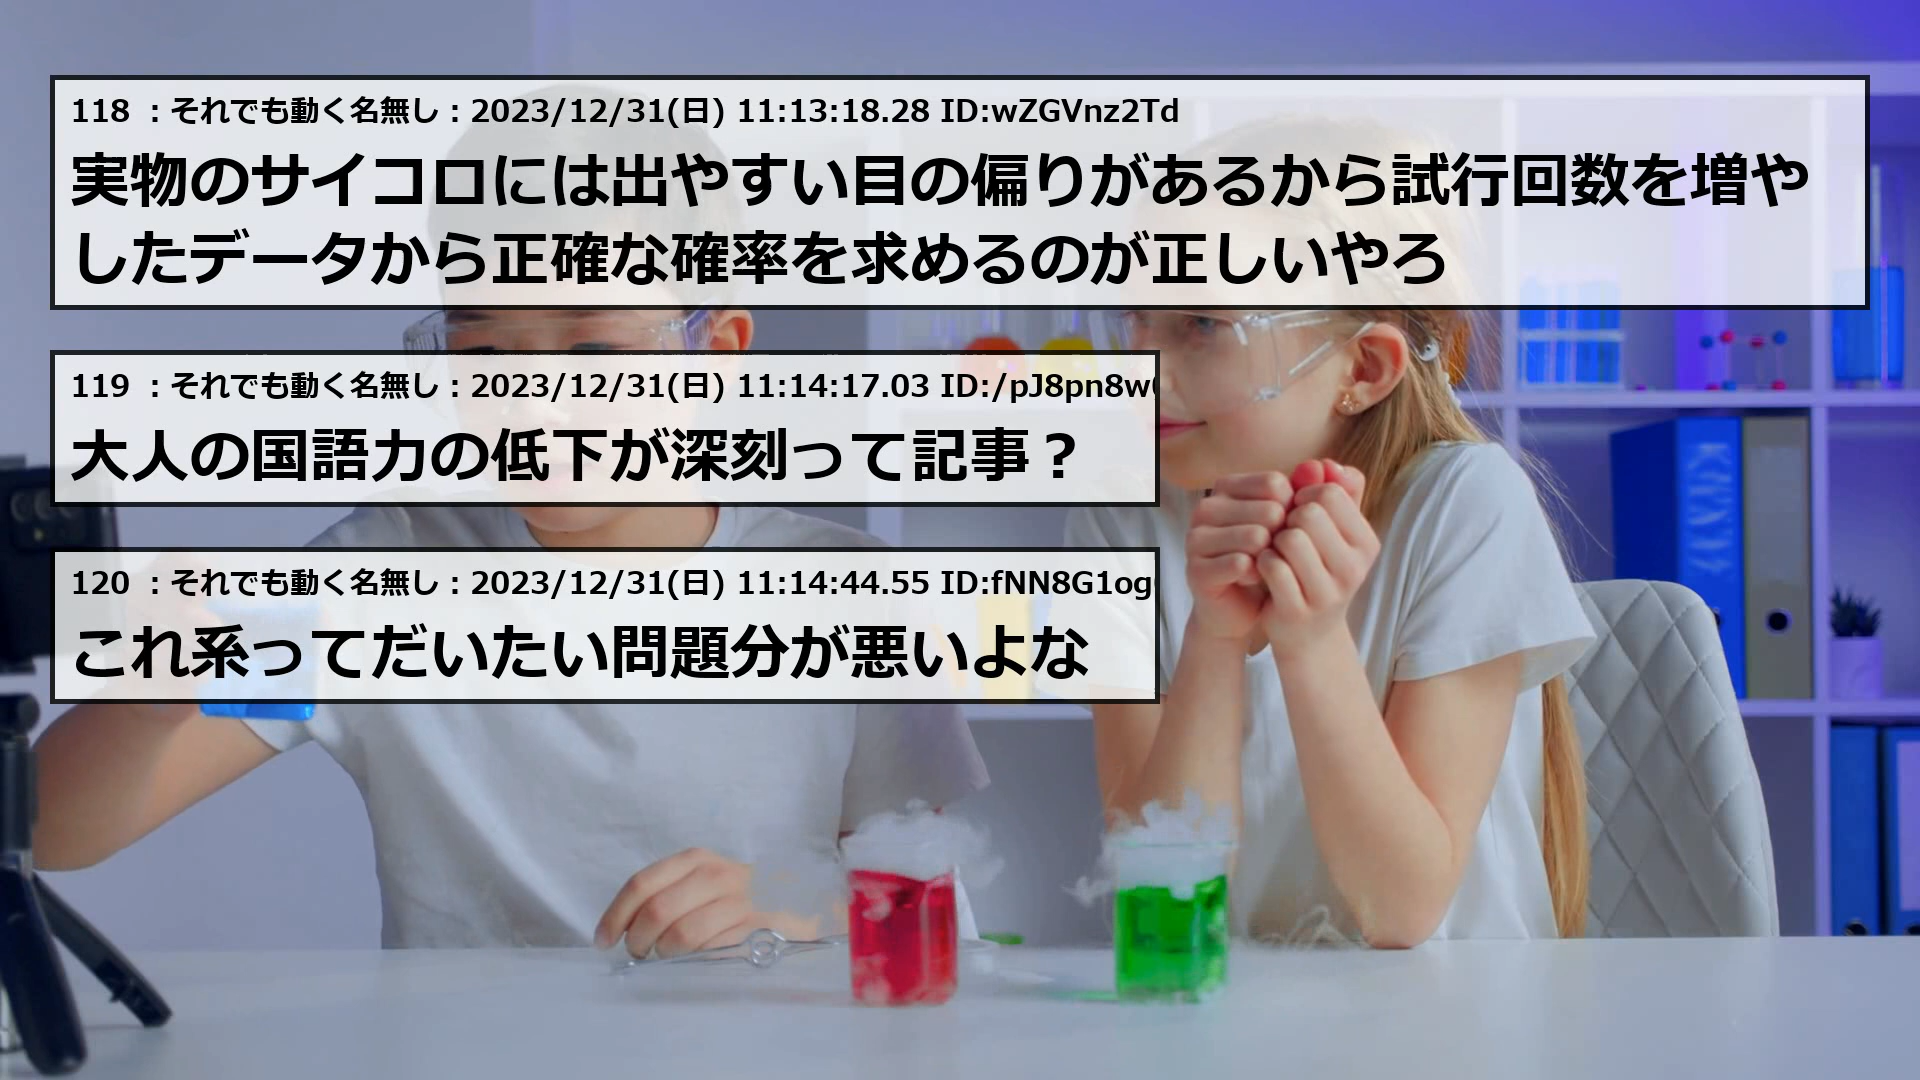 118 ：それでも動く名無し：2023/12/31(日) 11:13:18.28 ID:wZGVnz2Td
実物のサイコロには出やすい目の偏りがあるから試行回数を増や
したデータから正確な確率を求めるのが正しいやろ
119 ：それでも動く名無し：2023/12/31(日) 11:14:17.03 ID:/pJ8pn8w
大人の国語力の低下が深刻って記事？
120 ：それでも動く名無し：2023/12/31(日) 11:14:44.55 ID:fNN8G1og
これ系ってだいたい問題分が悪いよな